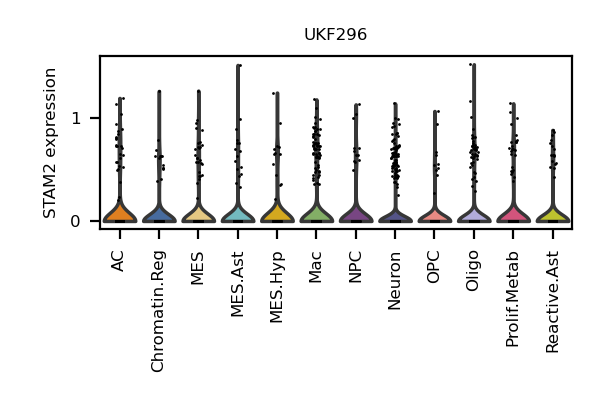 UKF296
STAM2 expression
1
0
AC
Chromatin.Reg
MES
MES.Ast
MES.Hyp
Mac
NPC
Neuron
OPC
Oligo
Prolif.Metab
Reactive.Ast